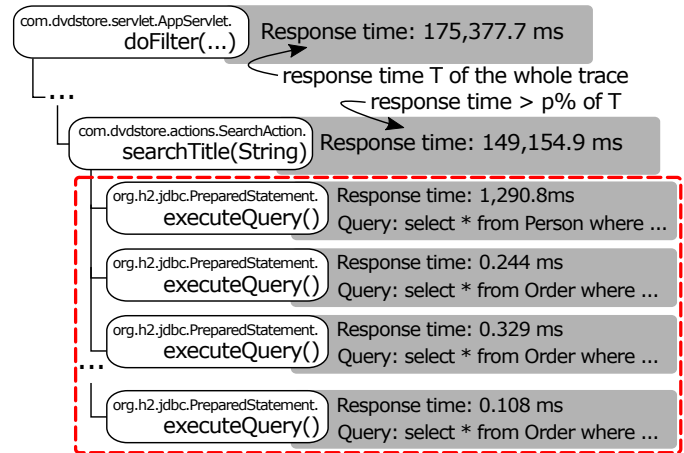 com.dvdstore.servlet.AppServlet.
doFilter(...)
Response time: 175,377.7 ms
response time T of the whole trace
...
response time > p% of T
com.dvdstore.actions.SearchAction.
searchTitle(String)
Response time: 149,154.9 ms
org.h2.jdbc.PreparedStatement.
executeQuery()
Response time: 1,290.8ms
Query: select * from Person where ...
org.h2.jdbc.PreparedStatement.
executeQuery()
Response time: 0.244 ms
Query: select * from Order where ...
org.h2.jdbc.PreparedStatement.
executeQuery()
Response time: 0.329 ms
Query: select * from Order where ...
...
org.h2.jdbc.PreparedStatement.
executeQuery()
Response time: 0.108 ms
Query: select * from Order where ...